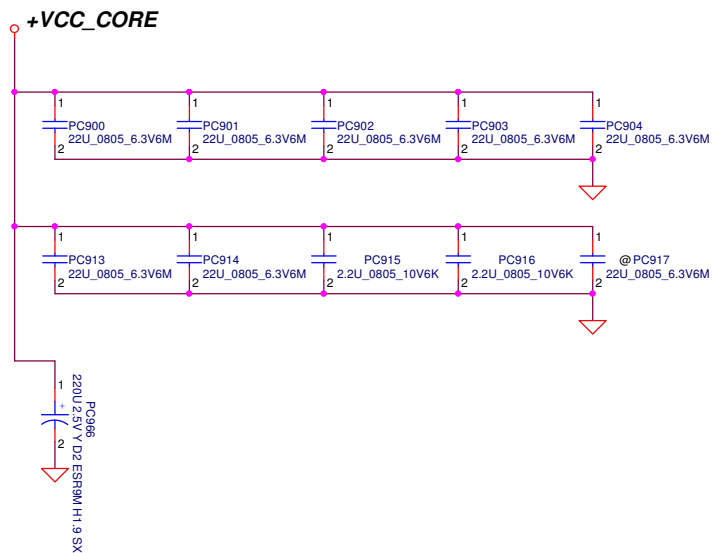 +VCC_CORE
1 1 1 1 1
PC900 PC901 PC902 PC903 PC904
22U_0805_6.3V6M 22U_0805_6.3V6M 22U_0805_6.3V6M 22U_0805_6.3V6M 22U_0805_6.3V6M
2 2 2 2 2
1 1 1 1 1
PC913 PC914 PC915 PC916 @PC917
22U_0805_6.3V6M 22U_0805_6.3V6M 2.2U_0805_10V6K 2.2U_0805_10V6K 22U_0805_6.3V6M
2 2 2 2 2
1
+
2
PC966
220U 2.5V Y D2 ESR9M H1.9 SX